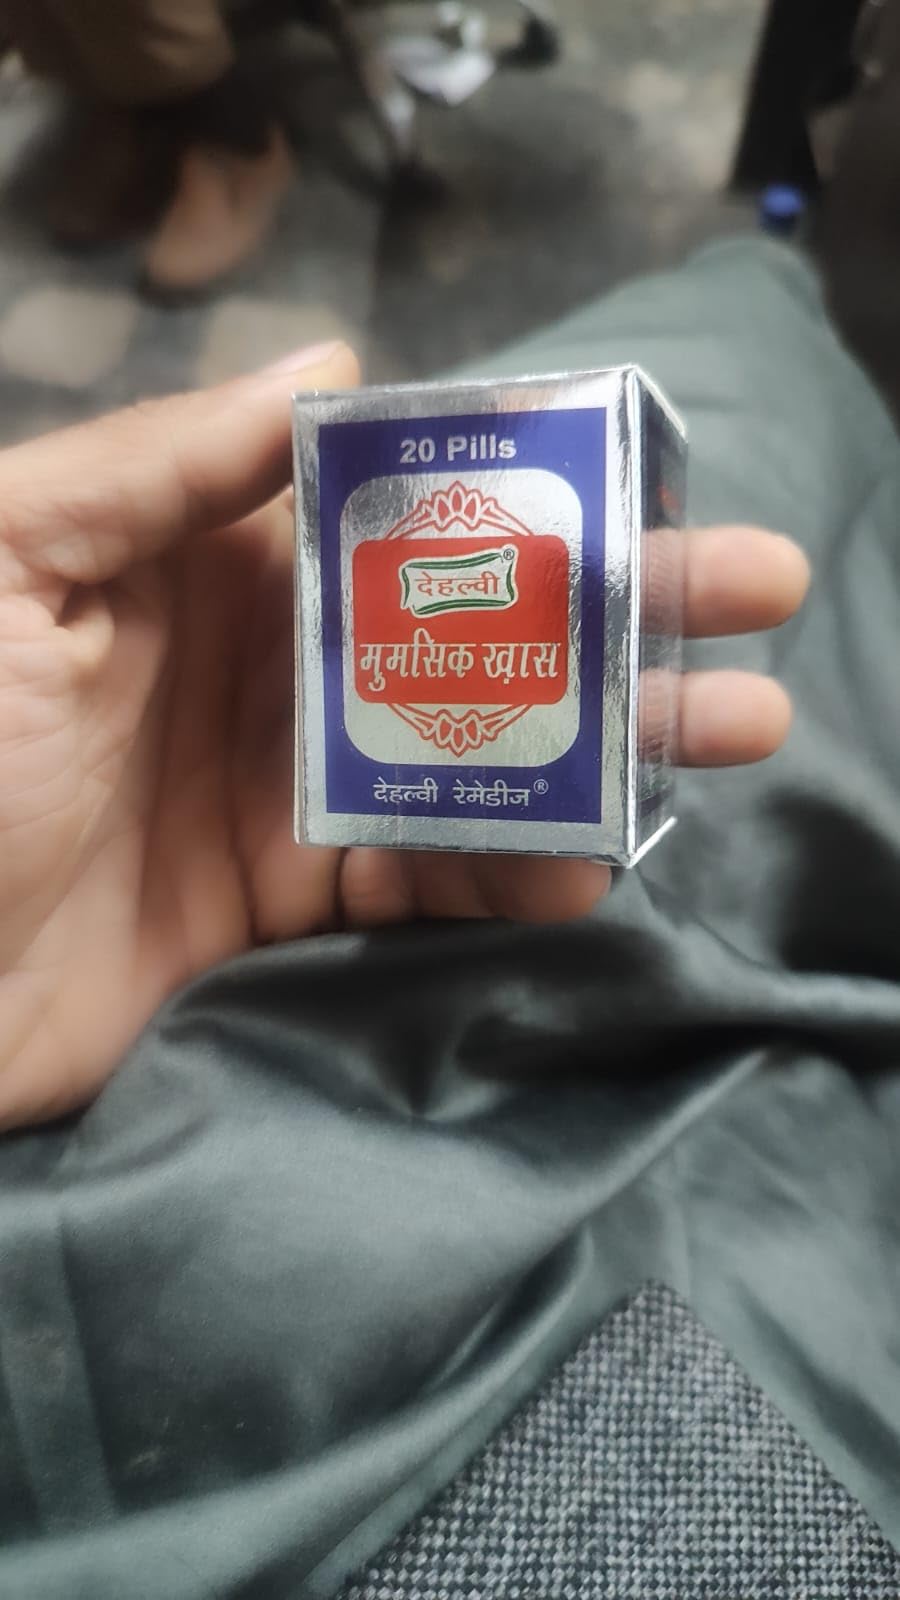 20 Pills
देहल्वी®
मुमसिक ख़ास
देहल्वी रेमेडीज®